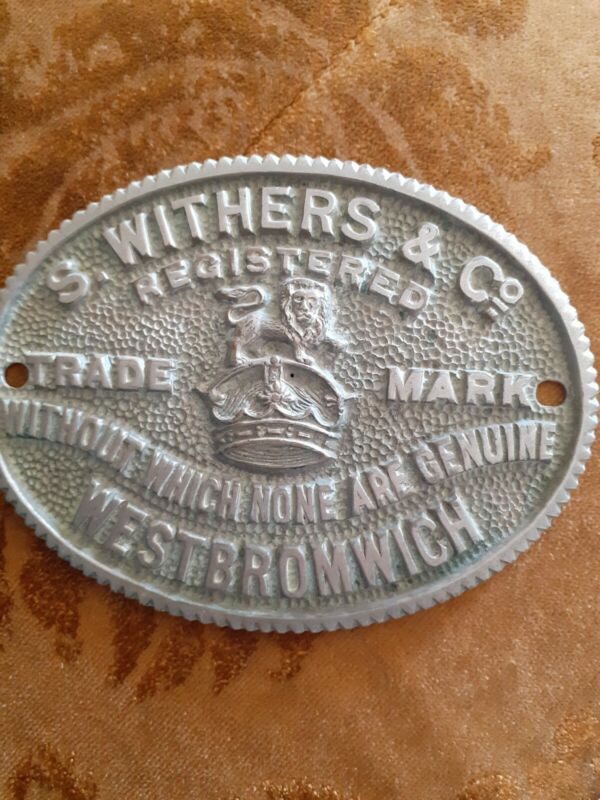 S. WITHERS & Co
REGISTERED
TRADE MARK
WITHOUT WHICH NONE ARE GENUINE
WESTBROMWICH